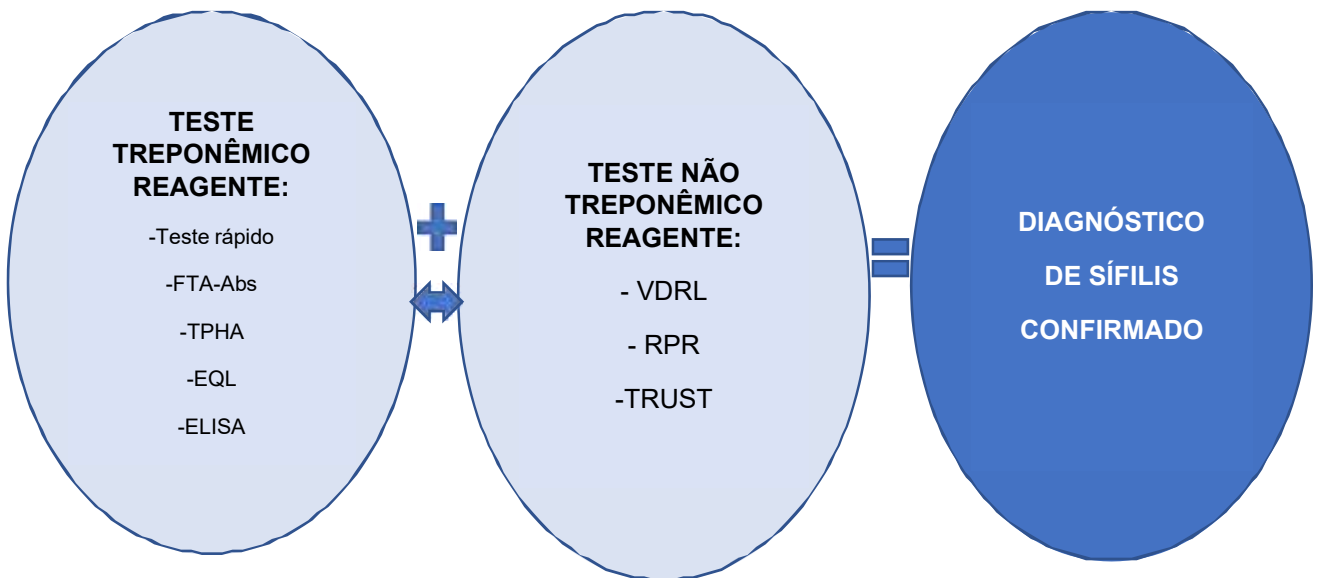 TESTE
TREPONÊMICO
REAGENTE:
-Teste rápido
-FTA-Abs
-TPHA
-EQL
-ELISA
TESTE NÃO
TREPONÊMICO
REAGENTE:
- VDRL
- RPR
-TRUST
DIAGNÓSTICO
DE SÍFILIS
CONFIRMADO